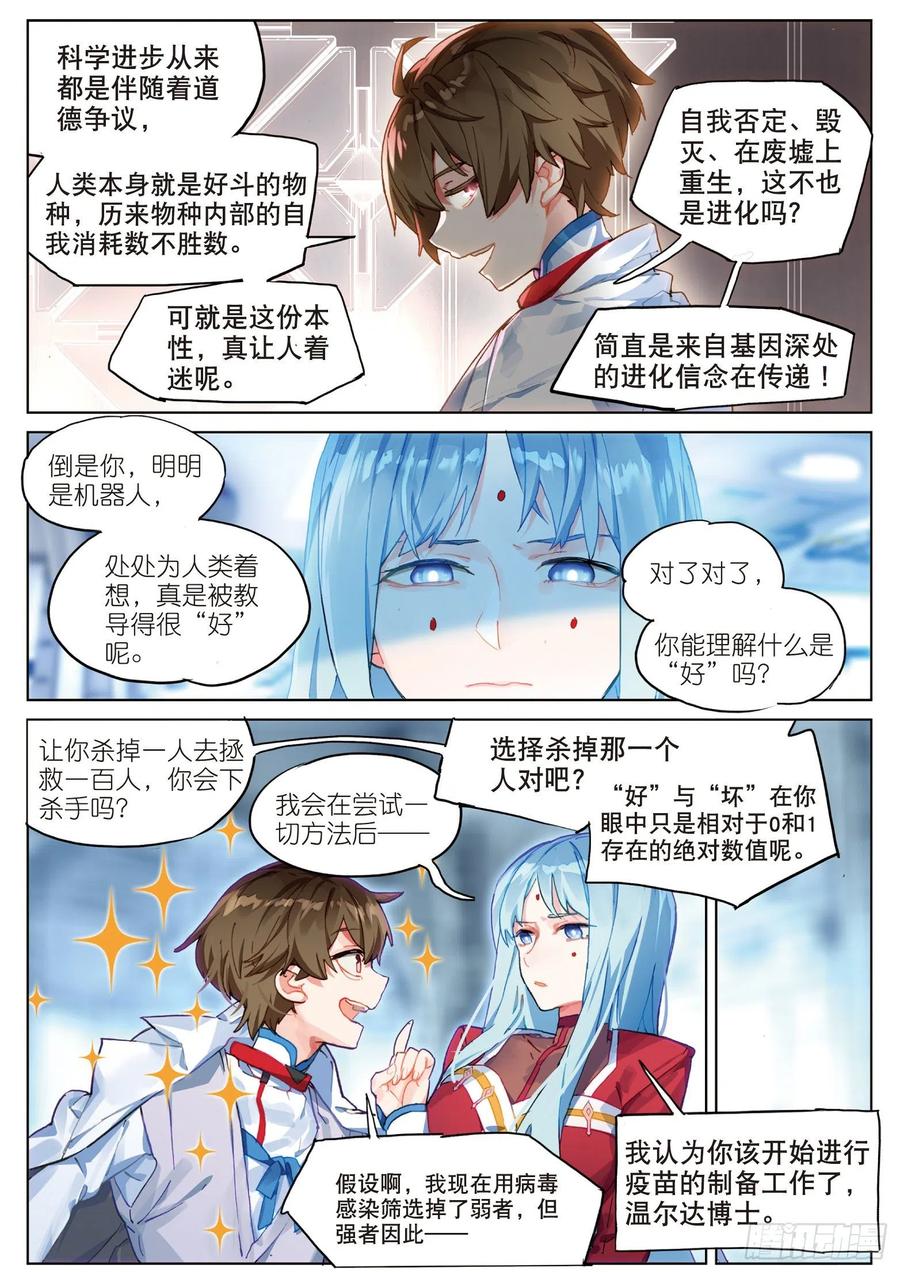 科学进步从来
都是伴随着道
德争议，
人类本身就是好斗的物
种，历来物种内部的自
我消耗数不胜数。
可就是这份本
性，真让人着
迷呢。
自我否定、毁
灭、在废墟上
重生，这不也
是进化吗？
简直是来自基因深处
的进化信念在传递！
倒是你，明明
是机器人，
处处为人类着
想，真是被教
导得很“好”
呢。
对了对了，
你能理解什么是
“好”吗？
让你杀掉一人去拯
救一百人，你会下
杀手吗？
我会在尝试一
切方法后——
选择杀掉那一个
人对吧？
“好”与“坏”在你
眼中只是相对于0和1
存在的绝对数值呢。
假设啊，我现在用病毒
感染筛选掉了弱者，但
强者因此——
我认为你该开始进行
疫苗的制备工作了，
温尔达博士。
腾讯动漫